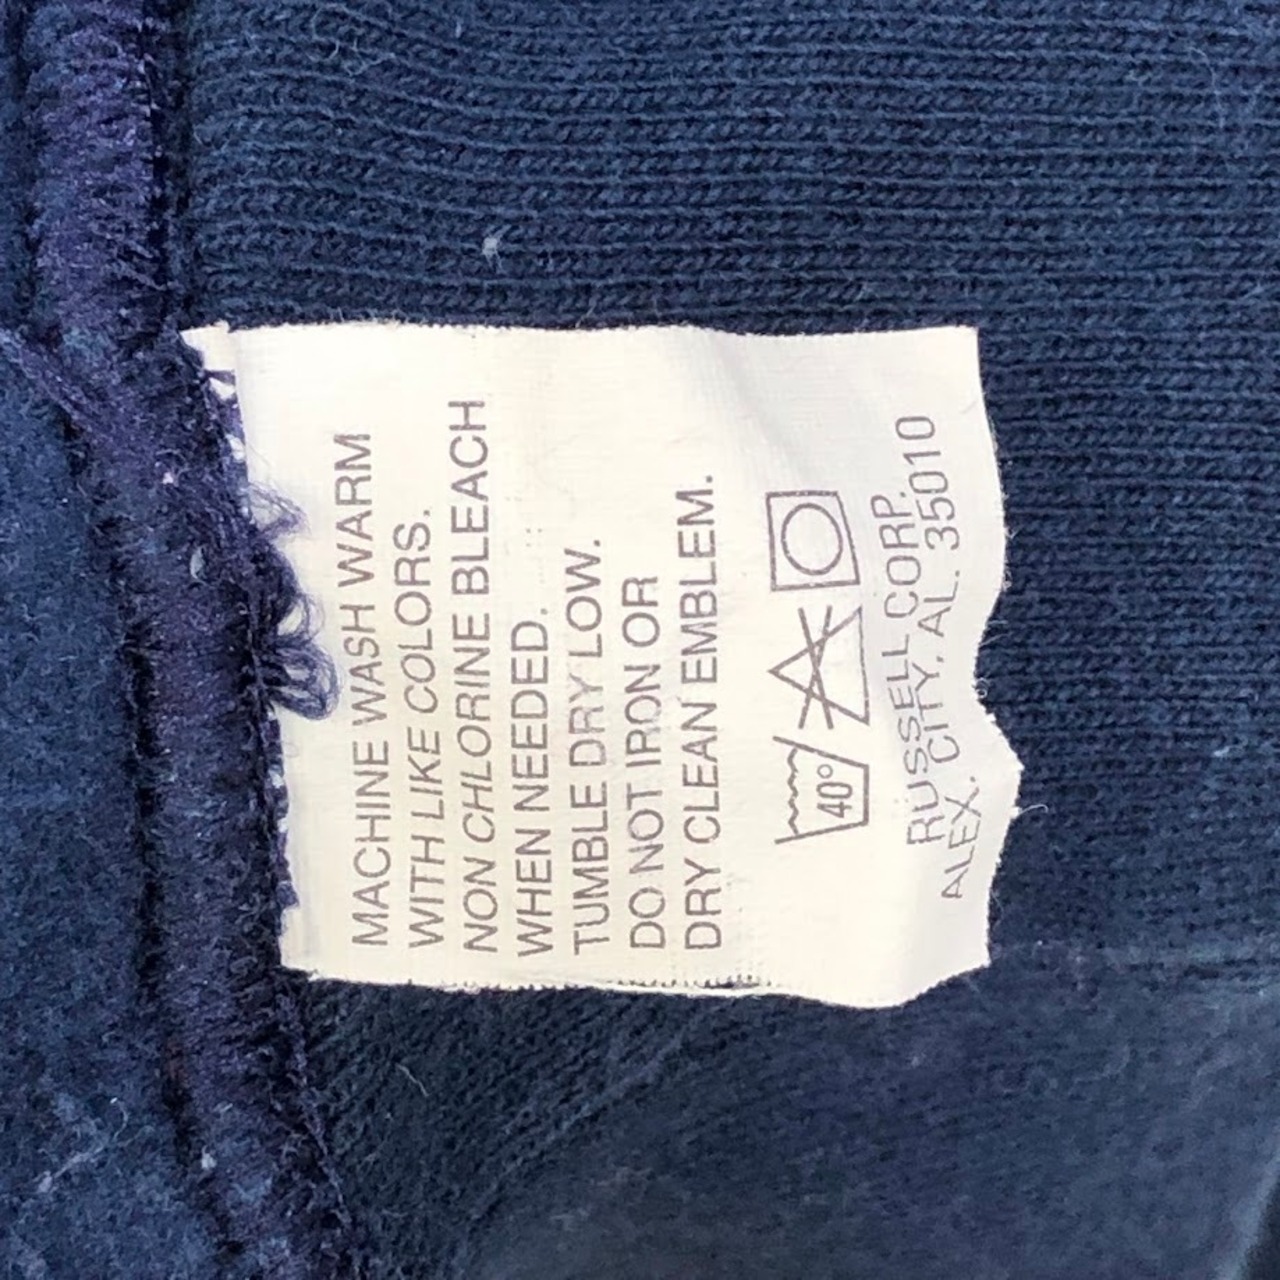 MACHINE WASH WARM
WITH LIKE COLORS.
NON CHLORINE BLEACH
WHEN NEEDED.
TUMBLE DRY LOW.
DO NOT IRON OR
DRY CLEAN EMBLEM.
40°
RUSSELL CORP.
ALEX. CITY, AL. 35010